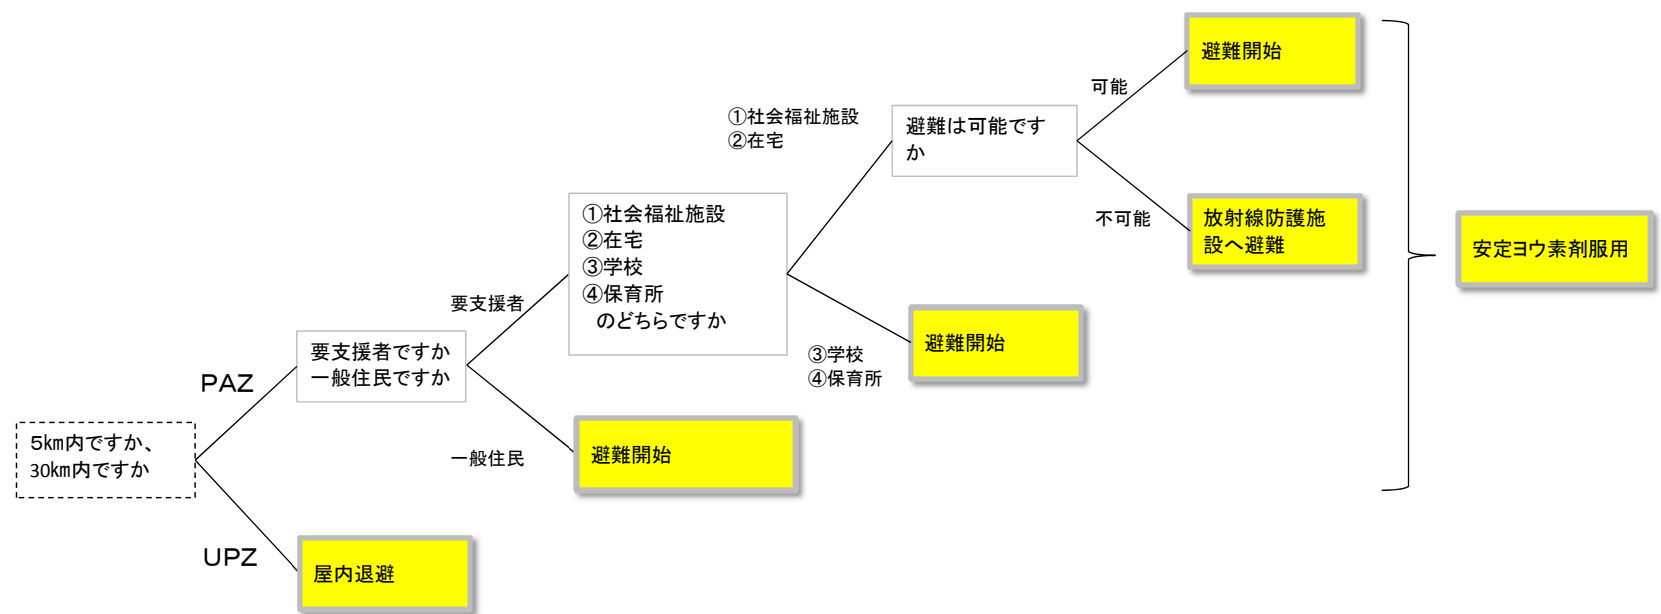 5km内ですか、
30km内ですか
PAZ
UPZ
要支援者ですか
一般住民ですか
屋内退避
要支援者
一般住民
①社会福祉施設
②在宅
③学校
④保育所
のどちらですか
避難開始
①社会福祉施設
②在宅
③学校
④保育所
避難は可能です
か
避難開始
可能
不可能
避難開始
放射線防護施
設へ避難
安定ヨウ素剤服用